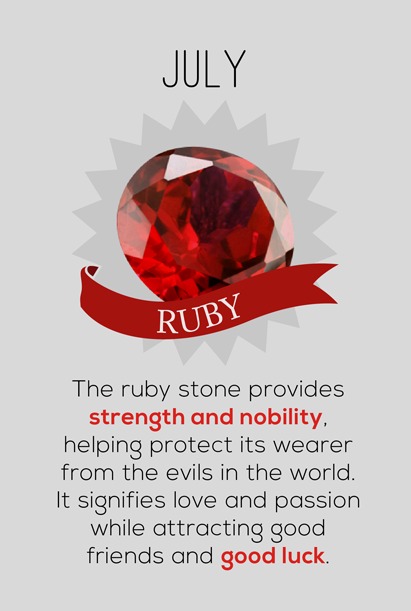 JULY
RUBY
The ruby stone provides
strength and nobility,
helping protect its wearer
from the evils in the world.
It signifies love and passion
while attracting good
friends and good luck.